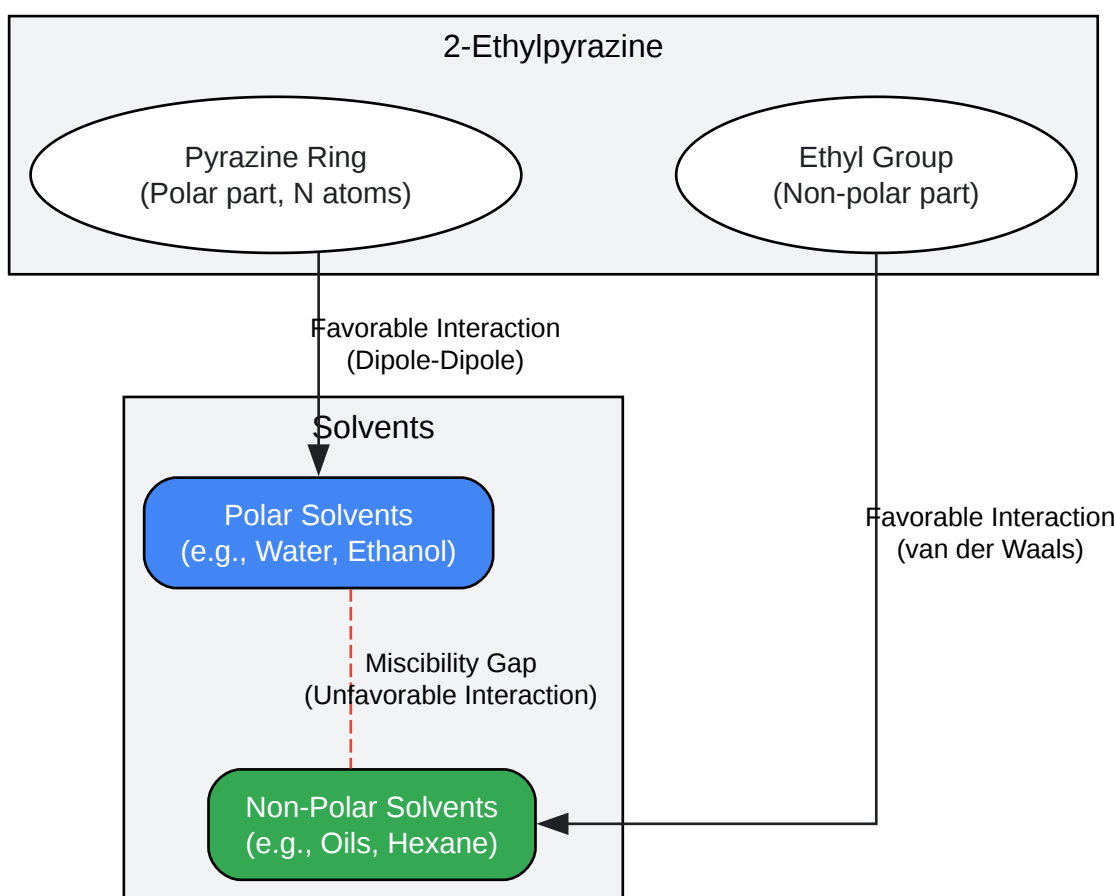 2-Ethylpyrazine
Pyrazine Ring
(Polar part, N atoms)
Ethyl Group
(Non-polar part)
Favorable Interaction
(Dipole-Dipole)
Solvents
Polar Solvents
(e.g., Water, Ethanol)
Favorable Interaction
(van der Waals)
Miscibility Gap
(Unfavorable Interaction)
Non-Polar Solvents
(e.g., Oils, Hexane)